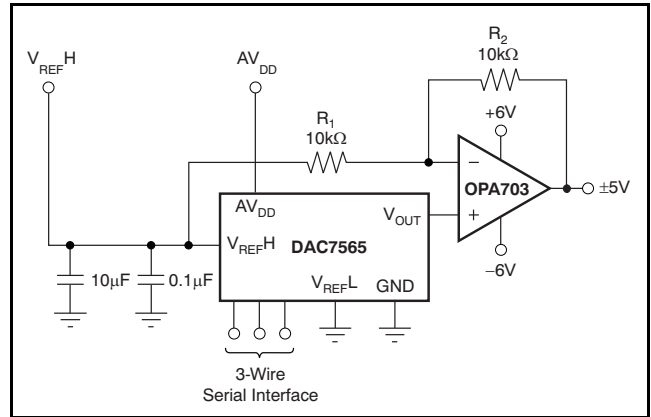 V_REF H
AV_DD
R_1
10kΩ
R_2
10kΩ
+6V
−
OPA703
+
±5V
−6V
AV_DD
V_REF H
DAC7565
V_OUT
V_REF L
GND
10μF
0.1μF
3-Wire
Serial Interface